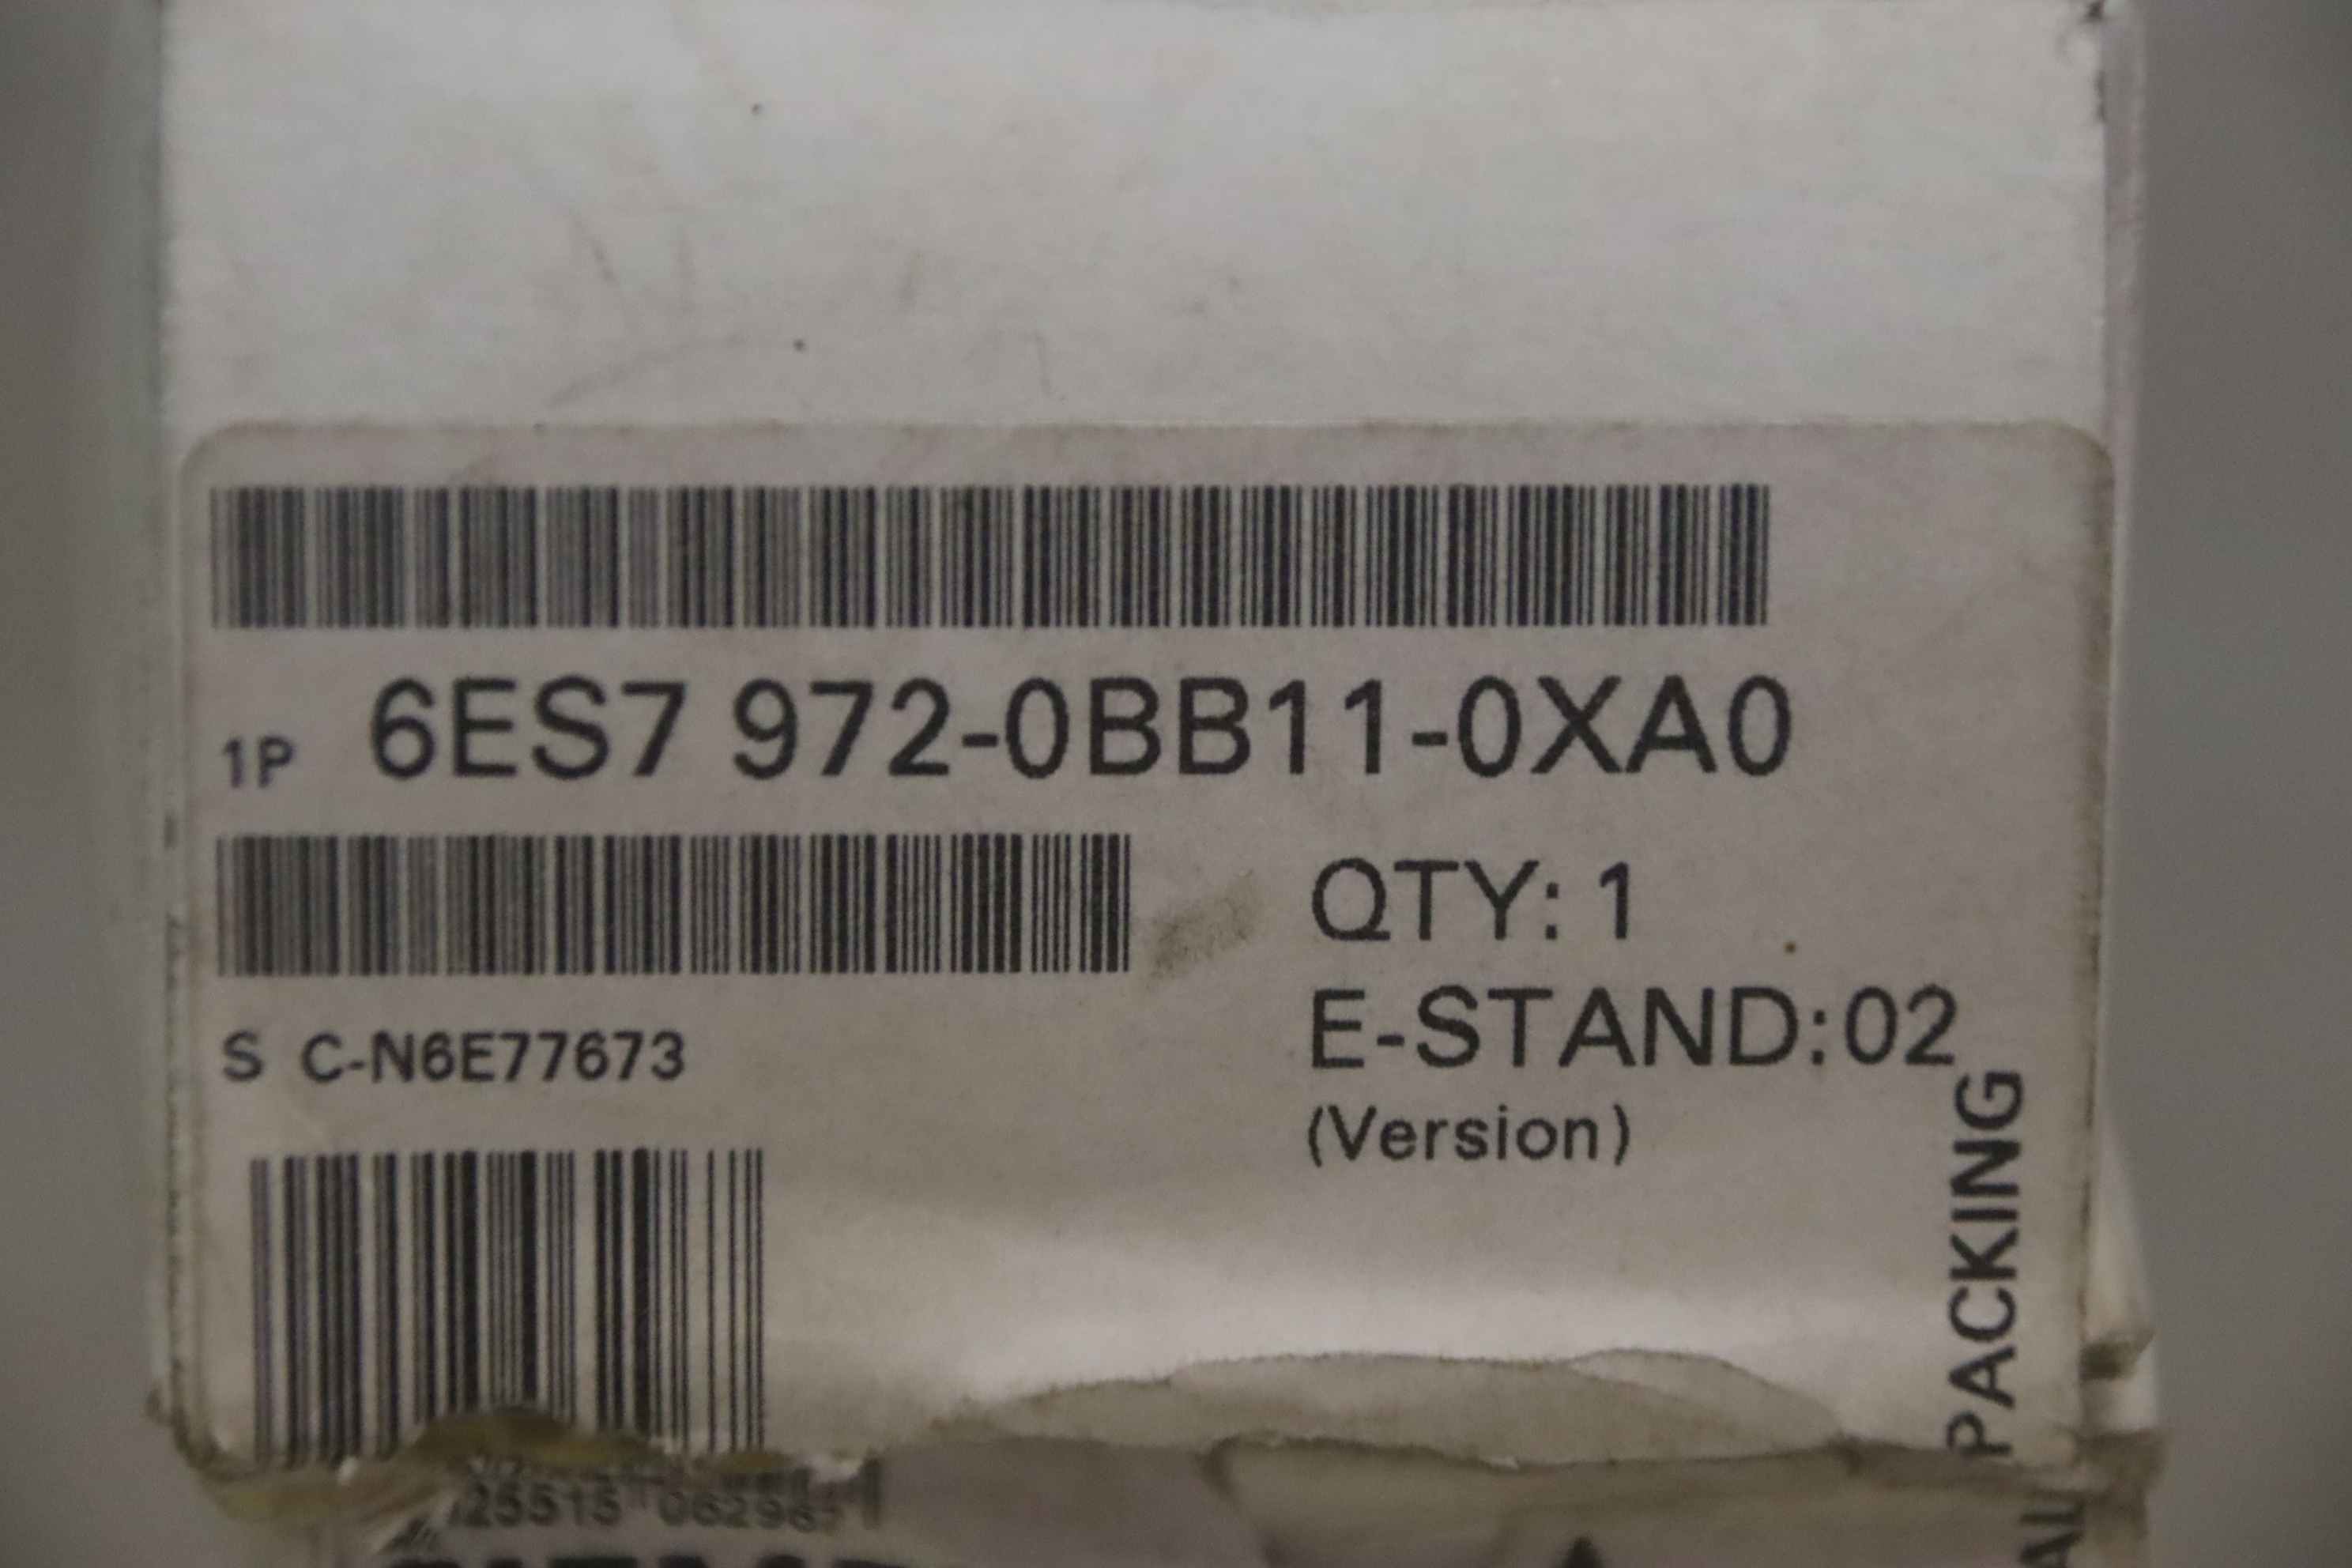 1P 6ES7 972-0BB11-0XA0
S C-N6E77673
QTY: 1
E-STAND:02
(Version)
PACKING